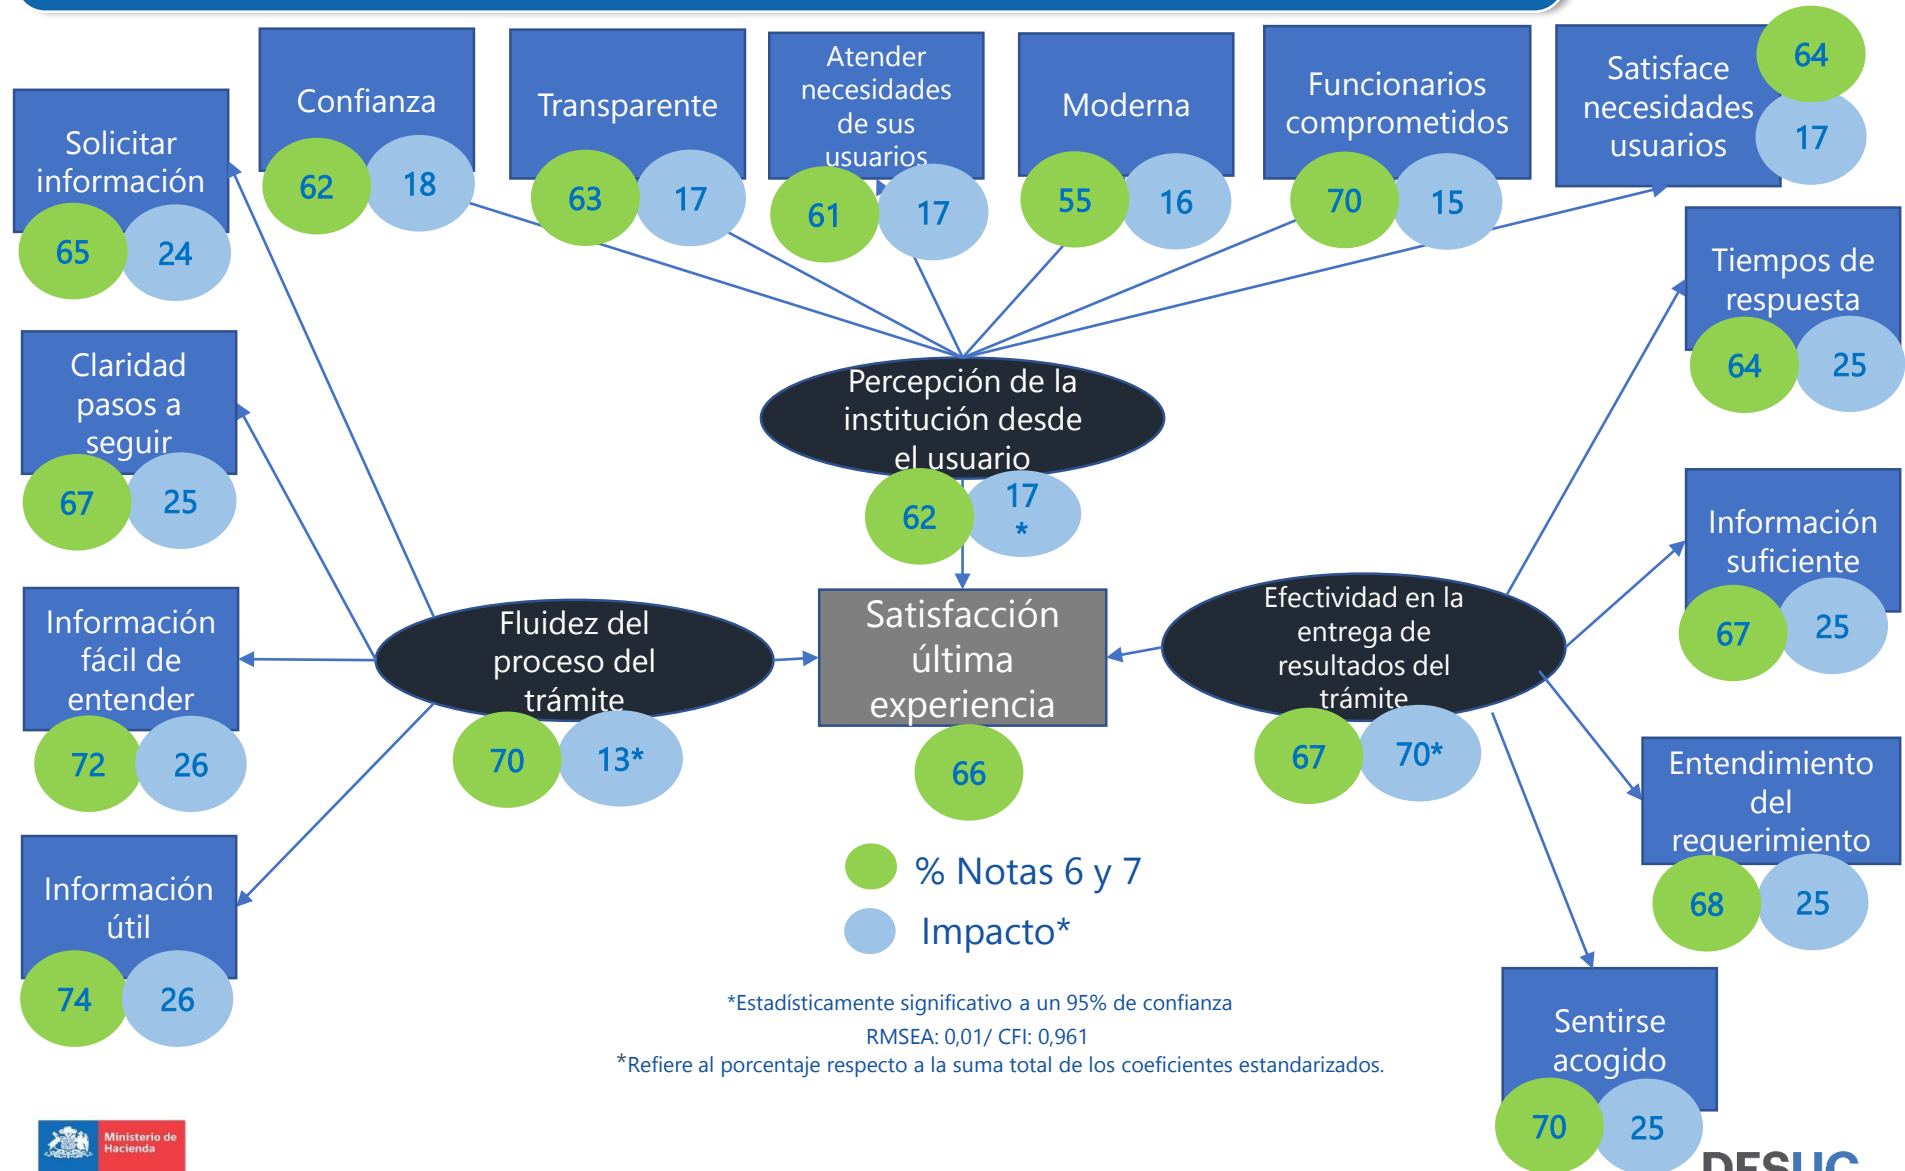 Confianza
62
18
Transparente
63
17
Atender
necesidades
de sus
usuarios
61
17
Moderna
55
16
Funcionarios
comprometidos
70
15
Satisface
necesidades
usuarios
64
17
Solicitar
información
65
24
Claridad
pasos a
seguir
67
25
Información
fácil de
entender
72
26
Información
útil
74
26
Percepción de la
institución desde
el usuario
62
17
*
Fluidez del
proceso del
trámite
70
13*
Satisfacción
última
experiencia
66
Efectividad en la
entrega de
resultados del
trámite
67
70*
Tiempos de
respuesta
64
25
Información
suficiente
67
25
Entendimiento
del
requerimiento
68
25
Sentirse
acogido
70
25
% Notas 6 y 7
Impacto*
*Estadísticamente significativo a un 95% de confianza
RMSEA: 0,01/ CFI: 0,961
*Refiere al porcentaje respecto a la suma total de los coeficientes estandarizados.
Ministerio de
Hacienda
DESUC